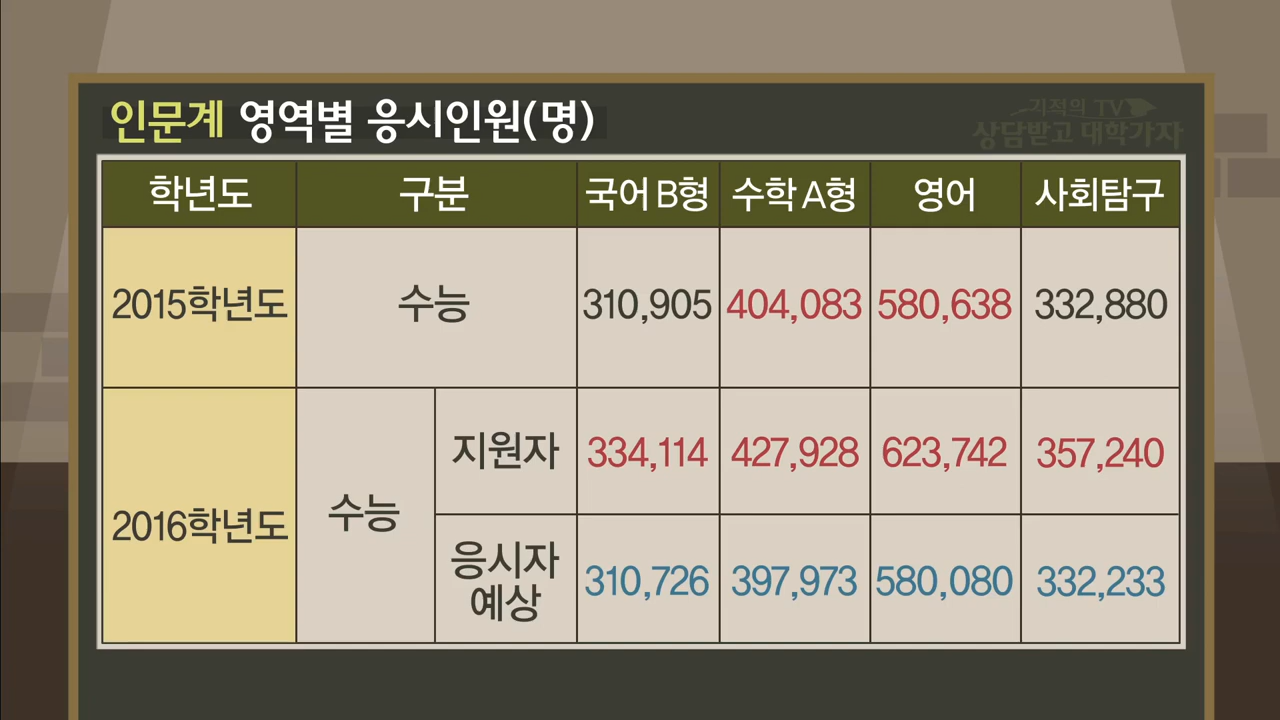 인문계 영역별 응시인원(명)
기적의 TV
상담받고 대학가자
학년도 구분 국어 B형 수학 A형 영어 사회탐구
2015학년도 수능 310,905 404,083 580,638 332,880
2016학년도 수능 지원자 334,114 427,928 623,742 357,240
응시자
예상 310,726 397,973 580,080 332,233